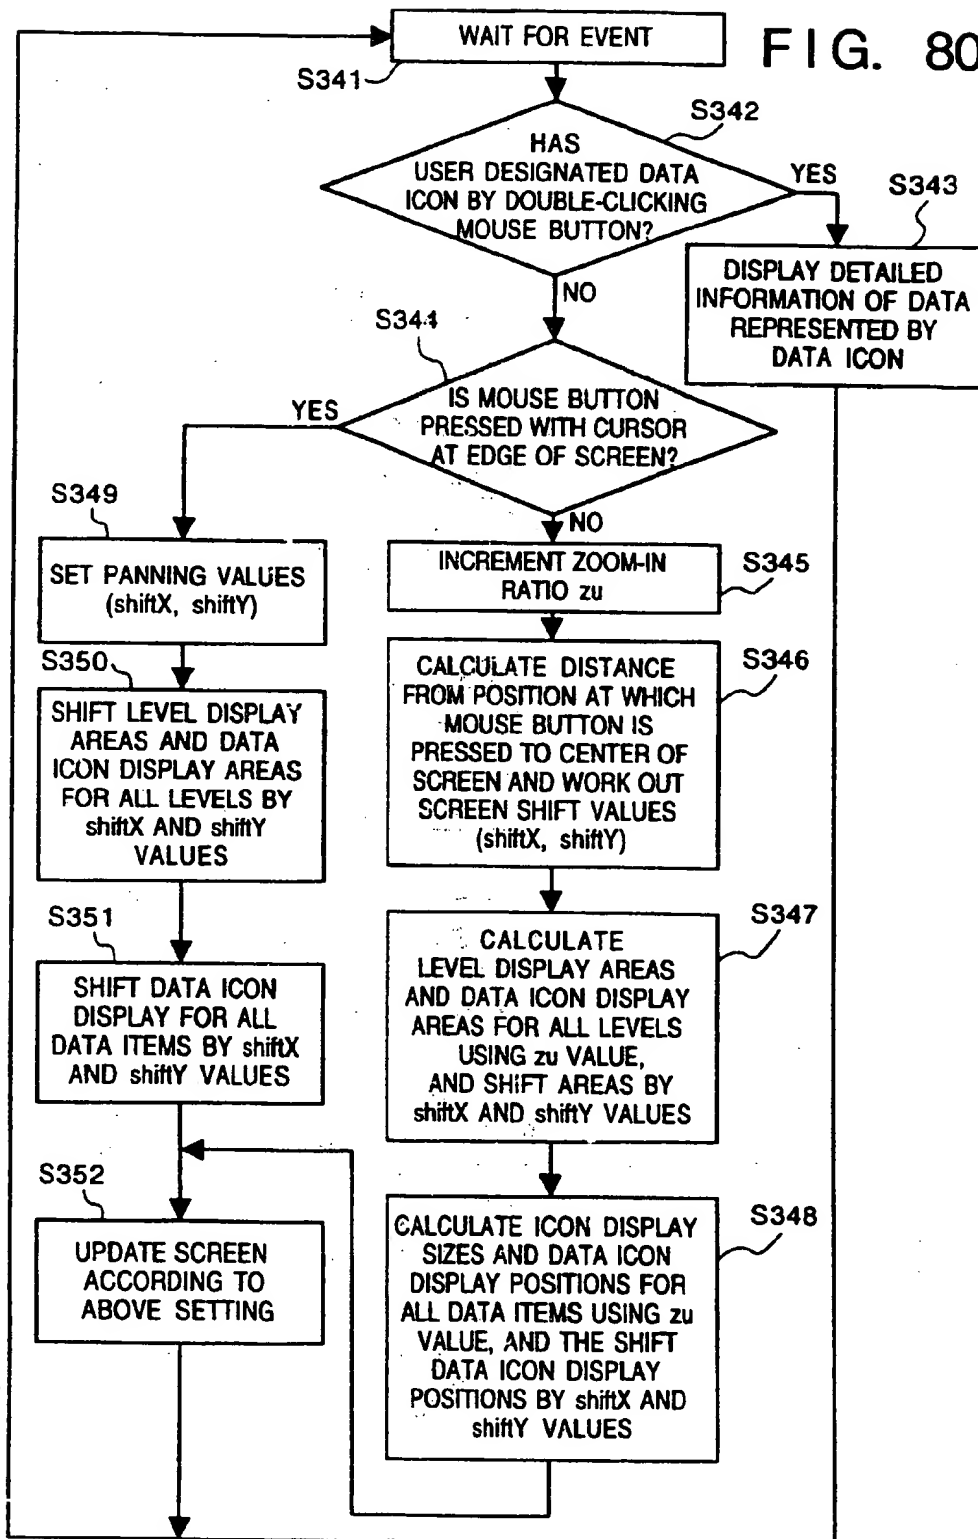 FIG. 80
WAIT FOR EVENT
S341
S342
HAS
USER DESIGNATED DATA
ICON BY DOUBLE-CLICKING
MOUSE BUTTON?
YES
S343
DISPLAY DETAILED
INFORMATION OF DATA
REPRESENTED BY
DATA ICON
NO
S344
IS MOUSE BUTTON
PRESSED WITH CURSOR
AT EDGE OF SCREEN?
YES
S349
SET PANNING VALUES
(shiftX, shiftY)
S350
SHIFT LEVEL DISPLAY
AREAS AND DATA
ICON DISPLAY AREAS
FOR ALL LEVELS BY
shiftX AND shiftY
VALUES
S351
SHIFT DATA ICON
DISPLAY FOR ALL
DATA ITEMS BY shiftX
AND shiftY VALUES
S352
UPDATE SCREEN
ACCORDING TO
ABOVE SETTING
NO
INCREMENT ZOOM-IN
RATIO zu
S345
CALCULATE DISTANCE
FROM POSITION AT WHICH
MOUSE BUTTON IS
PRESSED TO CENTER OF
SCREEN AND WORK OUT
SCREEN SHIFT VALUES
(shiftX, shiftY)
S346
CALCULATE
LEVEL DISPLAY AREAS
AND DATA ICON DISPLAY
AREAS FOR ALL LEVELS
USING zu VALUE,
AND SHIFT AREAS BY
shiftX AND shiftY VALUES
S347
CALCULATE ICON DISPLAY
SIZES AND DATA ICON
DISPLAY POSITIONS FOR
ALL DATA ITEMS USING zu
VALUE, AND THE SHIFT
DATA ICON DISPLAY
POSITIONS BY shiftX AND
shiftY VALUES
S348